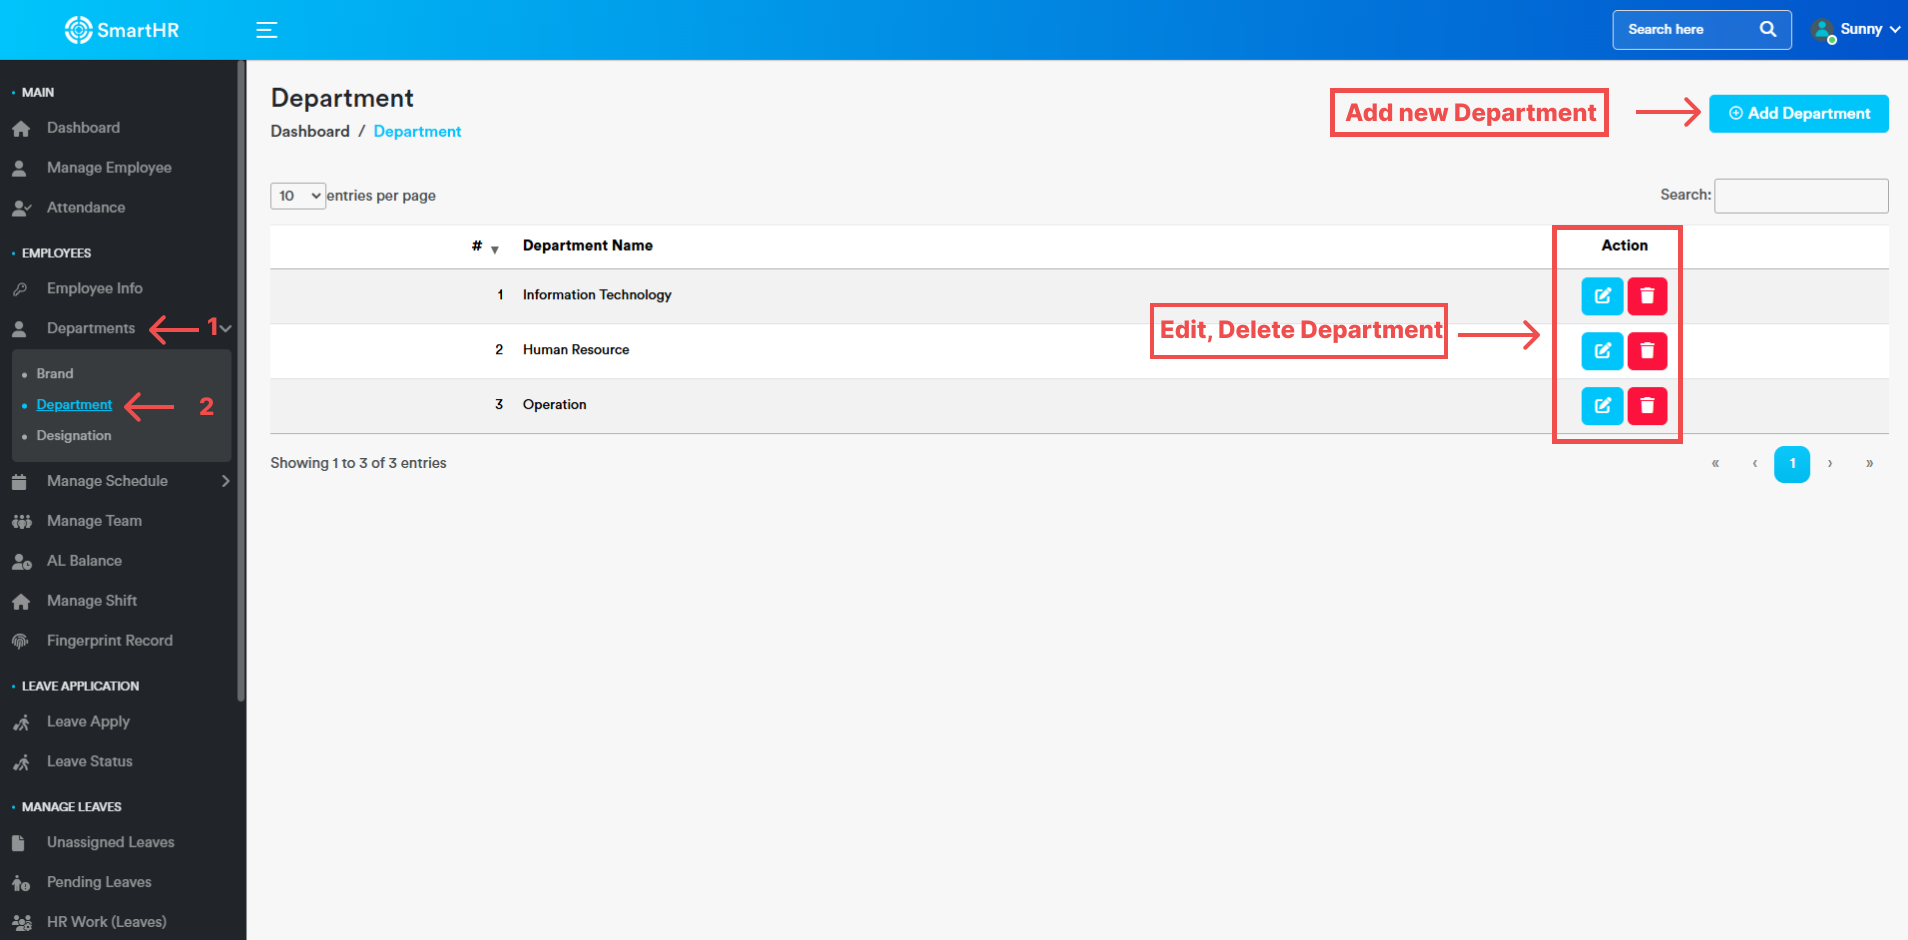 SmartHR
Search here
Sunny
MAIN
Dashboard
Manage Employee
Attendance
EMPLOYEES
Employee Info
Departments
1
Brand
Department
2
Designation
Manage Schedule
Manage Team
AL Balance
Manage Shift
Fingerprint Record
LEAVE APPLICATION
Leave Apply
Leave Status
MANAGE LEAVES
Unassigned Leaves
Pending Leaves
HR Work (Leaves)
Department
Dashboard / Department
Add new Department
Add Department
10 entries per page
Search:
# Department Name Action
1 Information Technology
Edit, Delete Department
2 Human Resource
3 Operation
Showing 1 to 3 of 3 entries
« ‹ 1 › »